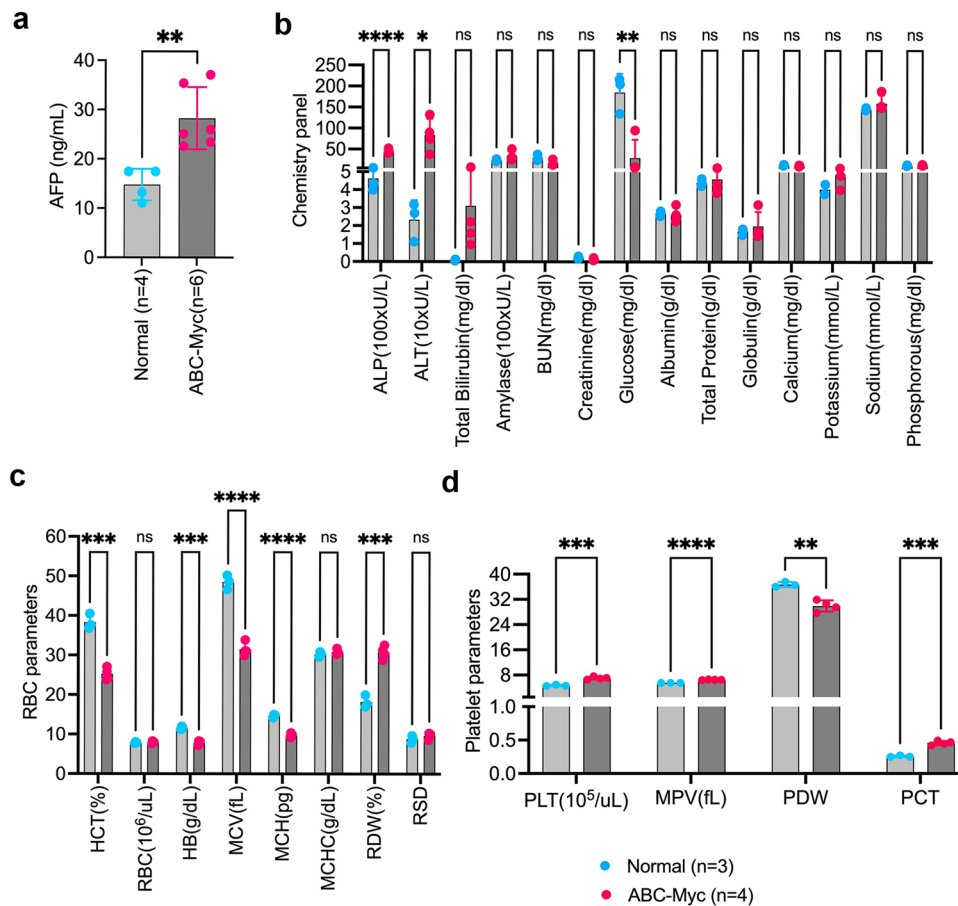 a
**
AFP (ng/mL)
40
30
20
10
0
Normal (n=4)
ABC-Myc(n=6)
b
**** * ns ns ns ns ** ns ns ns ns ns ns ns
Chemistry panel
250
200
150
100
50
5
4
3
2
1
0
ALP(100xU/L)
ALT(10xU/L)
Total Bilirubin(mg/dl)
Amylase(100xU/L)
BUN(mg/dl)
Creatinine(mg/dl)
Glucose(mg/dl)
Albumin(g/dl)
Total Protein(g/dl)
Globulin(g/dl)
Calcium(mg/dl)
Potassium(mmol/L)
Sodium(mmol/L)
Phosphorous(mg/dl)
c
*** ns *** **** **** ns *** ns
RBC parameters
60
50
40
30
20
10
0
HCT(%)
RBC(10⁶/uL)
HB(g/dL)
MCV(fL)
MCH(pg)
MCHC(g/dL)
RDW(%)
RSD
d
*** **** ** ***
Platelet parameters
40
32
24
16
8
1.0
0.5
0.0
PLT(10⁵/uL)
MPV(fL)
PDW
PCT
Normal (n=3)
ABC-Myc (n=4)